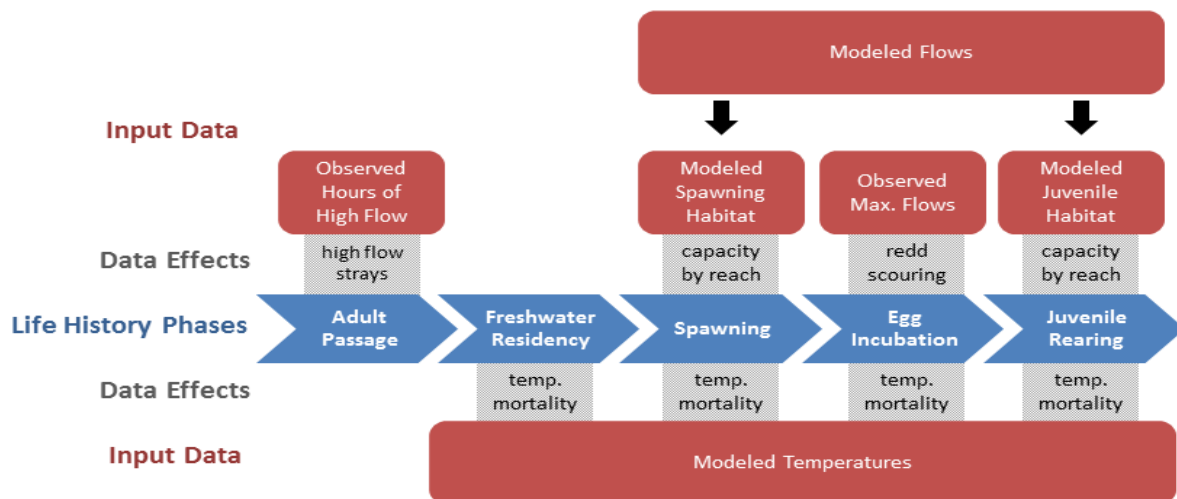 Modeled Flows
Input Data
Observed
Hours of
High Flow
Modeled
Spawning
Habitat
Observed
Max. Flows
Modeled
Juvenile
Habitat
Data Effects
high flow
strays
capacity
by reach
redd
scouring
capacity
by reach
Life History Phases
Adult
Passage
Freshwater
Residency
Spawning
Egg
Incubation
Juvenile
Rearing
Data Effects
temp.
mortality
temp.
mortality
temp.
mortality
temp.
mortality
Input Data
Modeled Temperatures